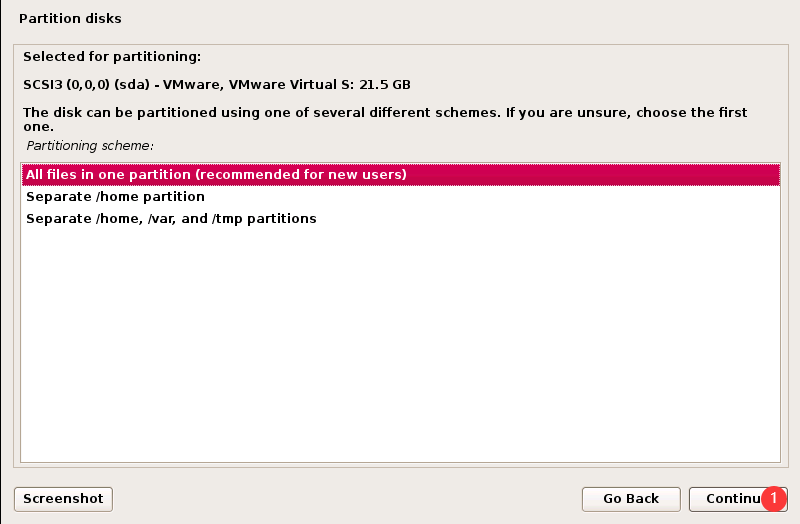 Partition disks
Selected for partitioning:
SCSI3 (0,0,0) (sda) - VMware, VMware Virtual S: 21.5 GB
The disk can be partitioned using one of several different schemes. If you are unsure, choose the first
one.
Partitioning scheme:
All files in one partition (recommended for new users)
Separate /home partition
Separate /home, /var, and /tmp partitions
Screenshot
Go Back
Continu
1